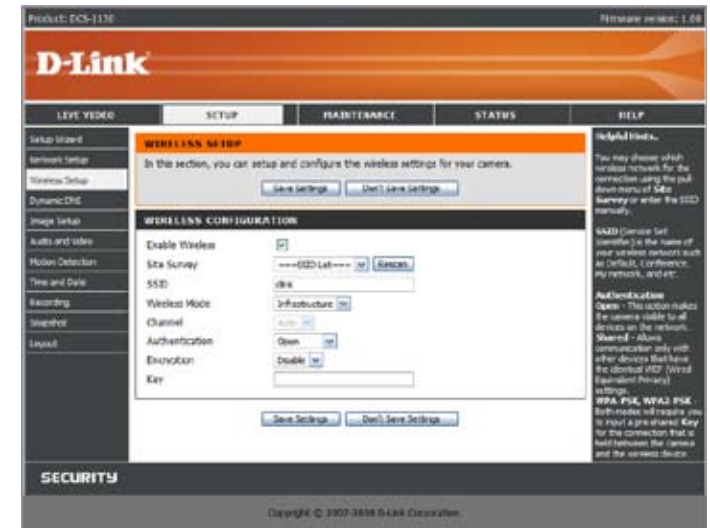 Product: DCS-1130
Firmware version: 1.00
D-Link
LIVE VIDEO
SETUP
MAINTENANCE
STATUS
HELP
Setup Wizard
Network Setup
Wireless Setup
Dynamic DNS
Image Setup
Audio and Video
Motion Detection
Time and Date
Recording
Snapshot
Logout
WIRELESS SETUP
In this section, you can setup and configure the wireless settings for your camera.
Save Settings
Don't Save Settings
WIRELESS CONFIGURATION
Enable Wireless
Site Survey
----SSID List----
Rescan
SSID
dlink
Wireless Mode
Infrastructure
Channel
Auto
Authentication
Open
Encryption
Disable
Key
Save Settings
Don't Save Settings
Helpful Hints..
You may choose which
wireless network for the
connection using the pull-
down menu of Site
Survey or enter the SSID
manually.
SSID (Service Set
Identifier) is the name of
your wireless network such
as Default, Conference,
My network, and etc.
Authentication
Open - This option makes
the camera visible to all
devices on the network.
Shared - Allows
communication only with
other devices that have
the identical WEP (Wired
Equivalent Privacy)
settings.
WPA-PSK, WPA2-PSK -
Both modes will require you
to input a pre-shared Key
for the connection that is
held between the camera
and the wireless device.
SECURITY
Copyright © 2007-2008 D-Link Corporation.